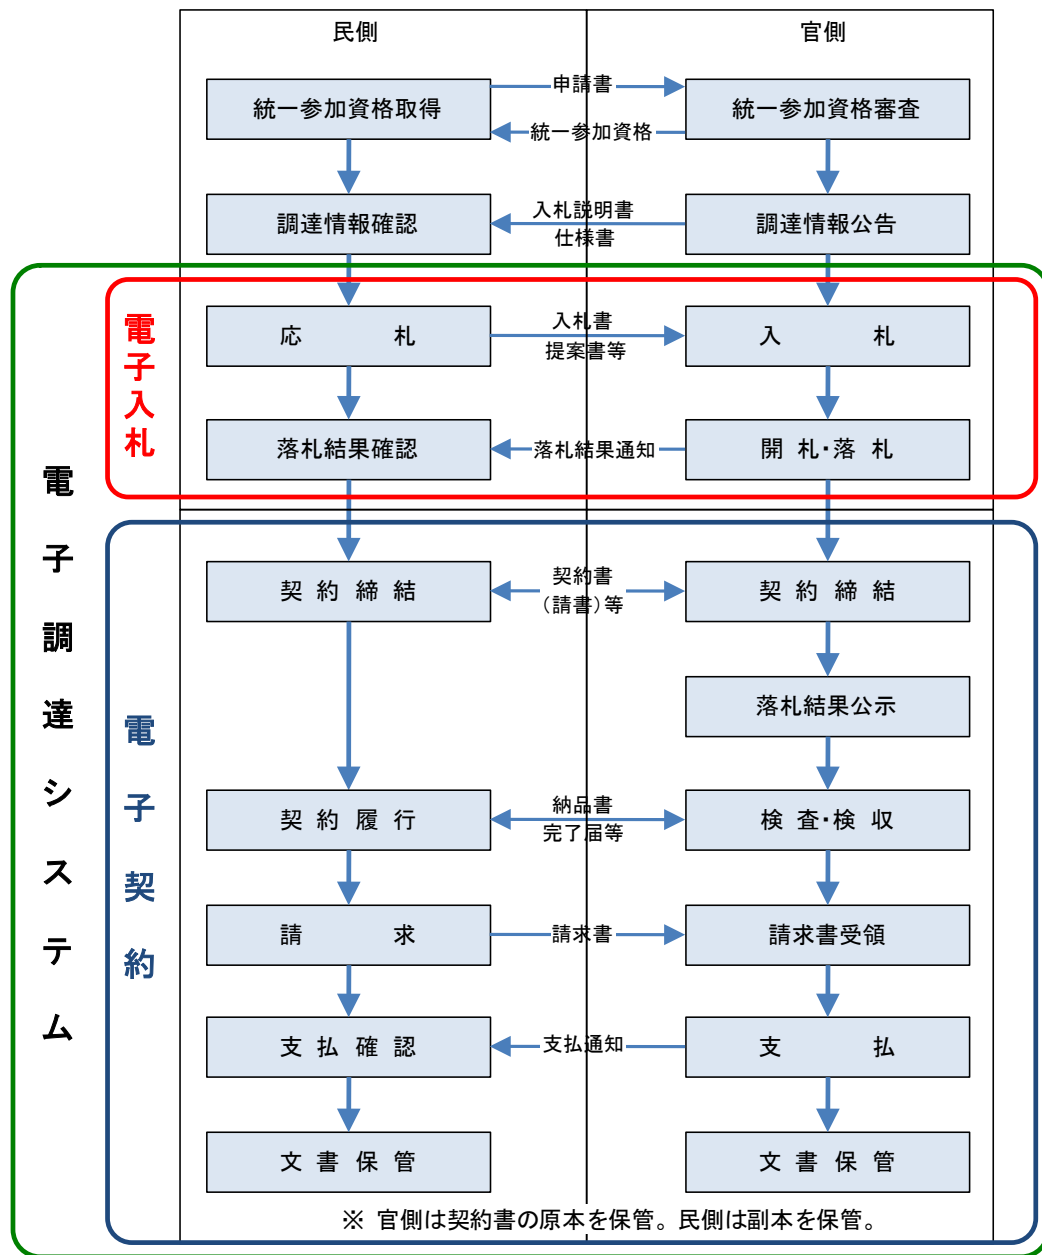 民側
官側
統一参加資格取得
申請書
統一参加資格
統一参加資格審査
調達情報確認
入札説明書
仕様書
調達情報公告
電子入札
応　　　札
入札書
提案書等
入　　　札
落札結果確認
落札結果通知
開 札・落 札
電子調達システム
電子契約
契 約 締 結
契約書
（請書）等
契 約 締 結
落札結果公示
契 約 履 行
納品書
完了届等
検 査・検 収
請　　　求
請求書
請求書受領
支 払 確 認
支払通知
支　　　払
文 書 保 管
文 書 保 管
※ 官側は契約書の原本を保管。民側は副本を保管。